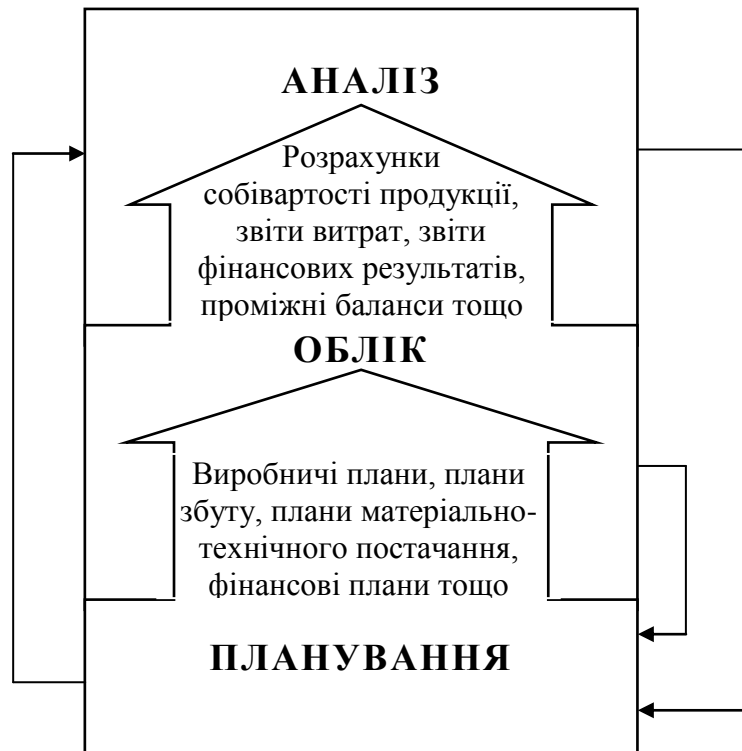 АНАЛІЗ
Розрахунки
собівартості продукції,
звіти витрат, звіти
фінансових результатів,
проміжні баланси тощо
ОБЛІК
Виробничі плани, плани
збуту, плани матеріально-
технічного постачання,
фінансові плани тощо
ПЛАНУВАННЯ